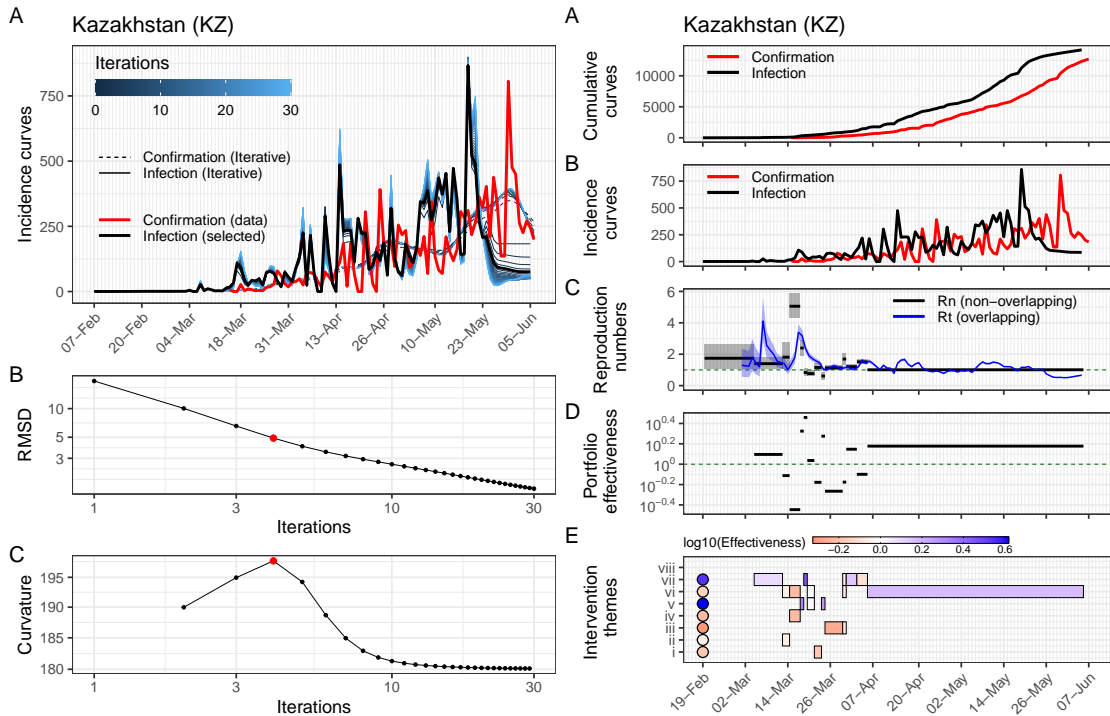 A
Kazakhstan (KZ)
Iterations
0 10 20 30
Confirmation (Iterative)
Infection (Iterative)
Confirmation (data)
Infection (selected)
Incidence curves
750
500
250
0
07−Feb
20−Feb
04−Mar
18−Mar
31−Mar
13−Apr
26−Apr
10−May
23−May
05−Jun
B
RMSD
10
5
3
1 3 10 30
Iterations
C
Curvature
195
190
185
180
1 3 10 30
Iterations
A
Kazakhstan (KZ)
Cumulative
curves
10000
5000
0
Confirmation
Infection
B
Incidence
curves
750
500
250
0
Confirmation
Infection
C
Reproduction
numbers
6
4
2
0
Rn (non−overlapping)
Rt (overlapping)
D
Portfolio
effectiveness
10^0.4
10^0.2
10^0
10^−0.2
10^−0.4
E
log10(Effectiveness)
−0.2 0.0 0.2 0.4 0.6
Intervention
themes
viii
vii
vi
v
iv
iii
ii
i
19−Feb
02−Mar
14−Mar
26−Mar
07−Apr
20−Apr
02−May
14−May
26−May
07−Jun